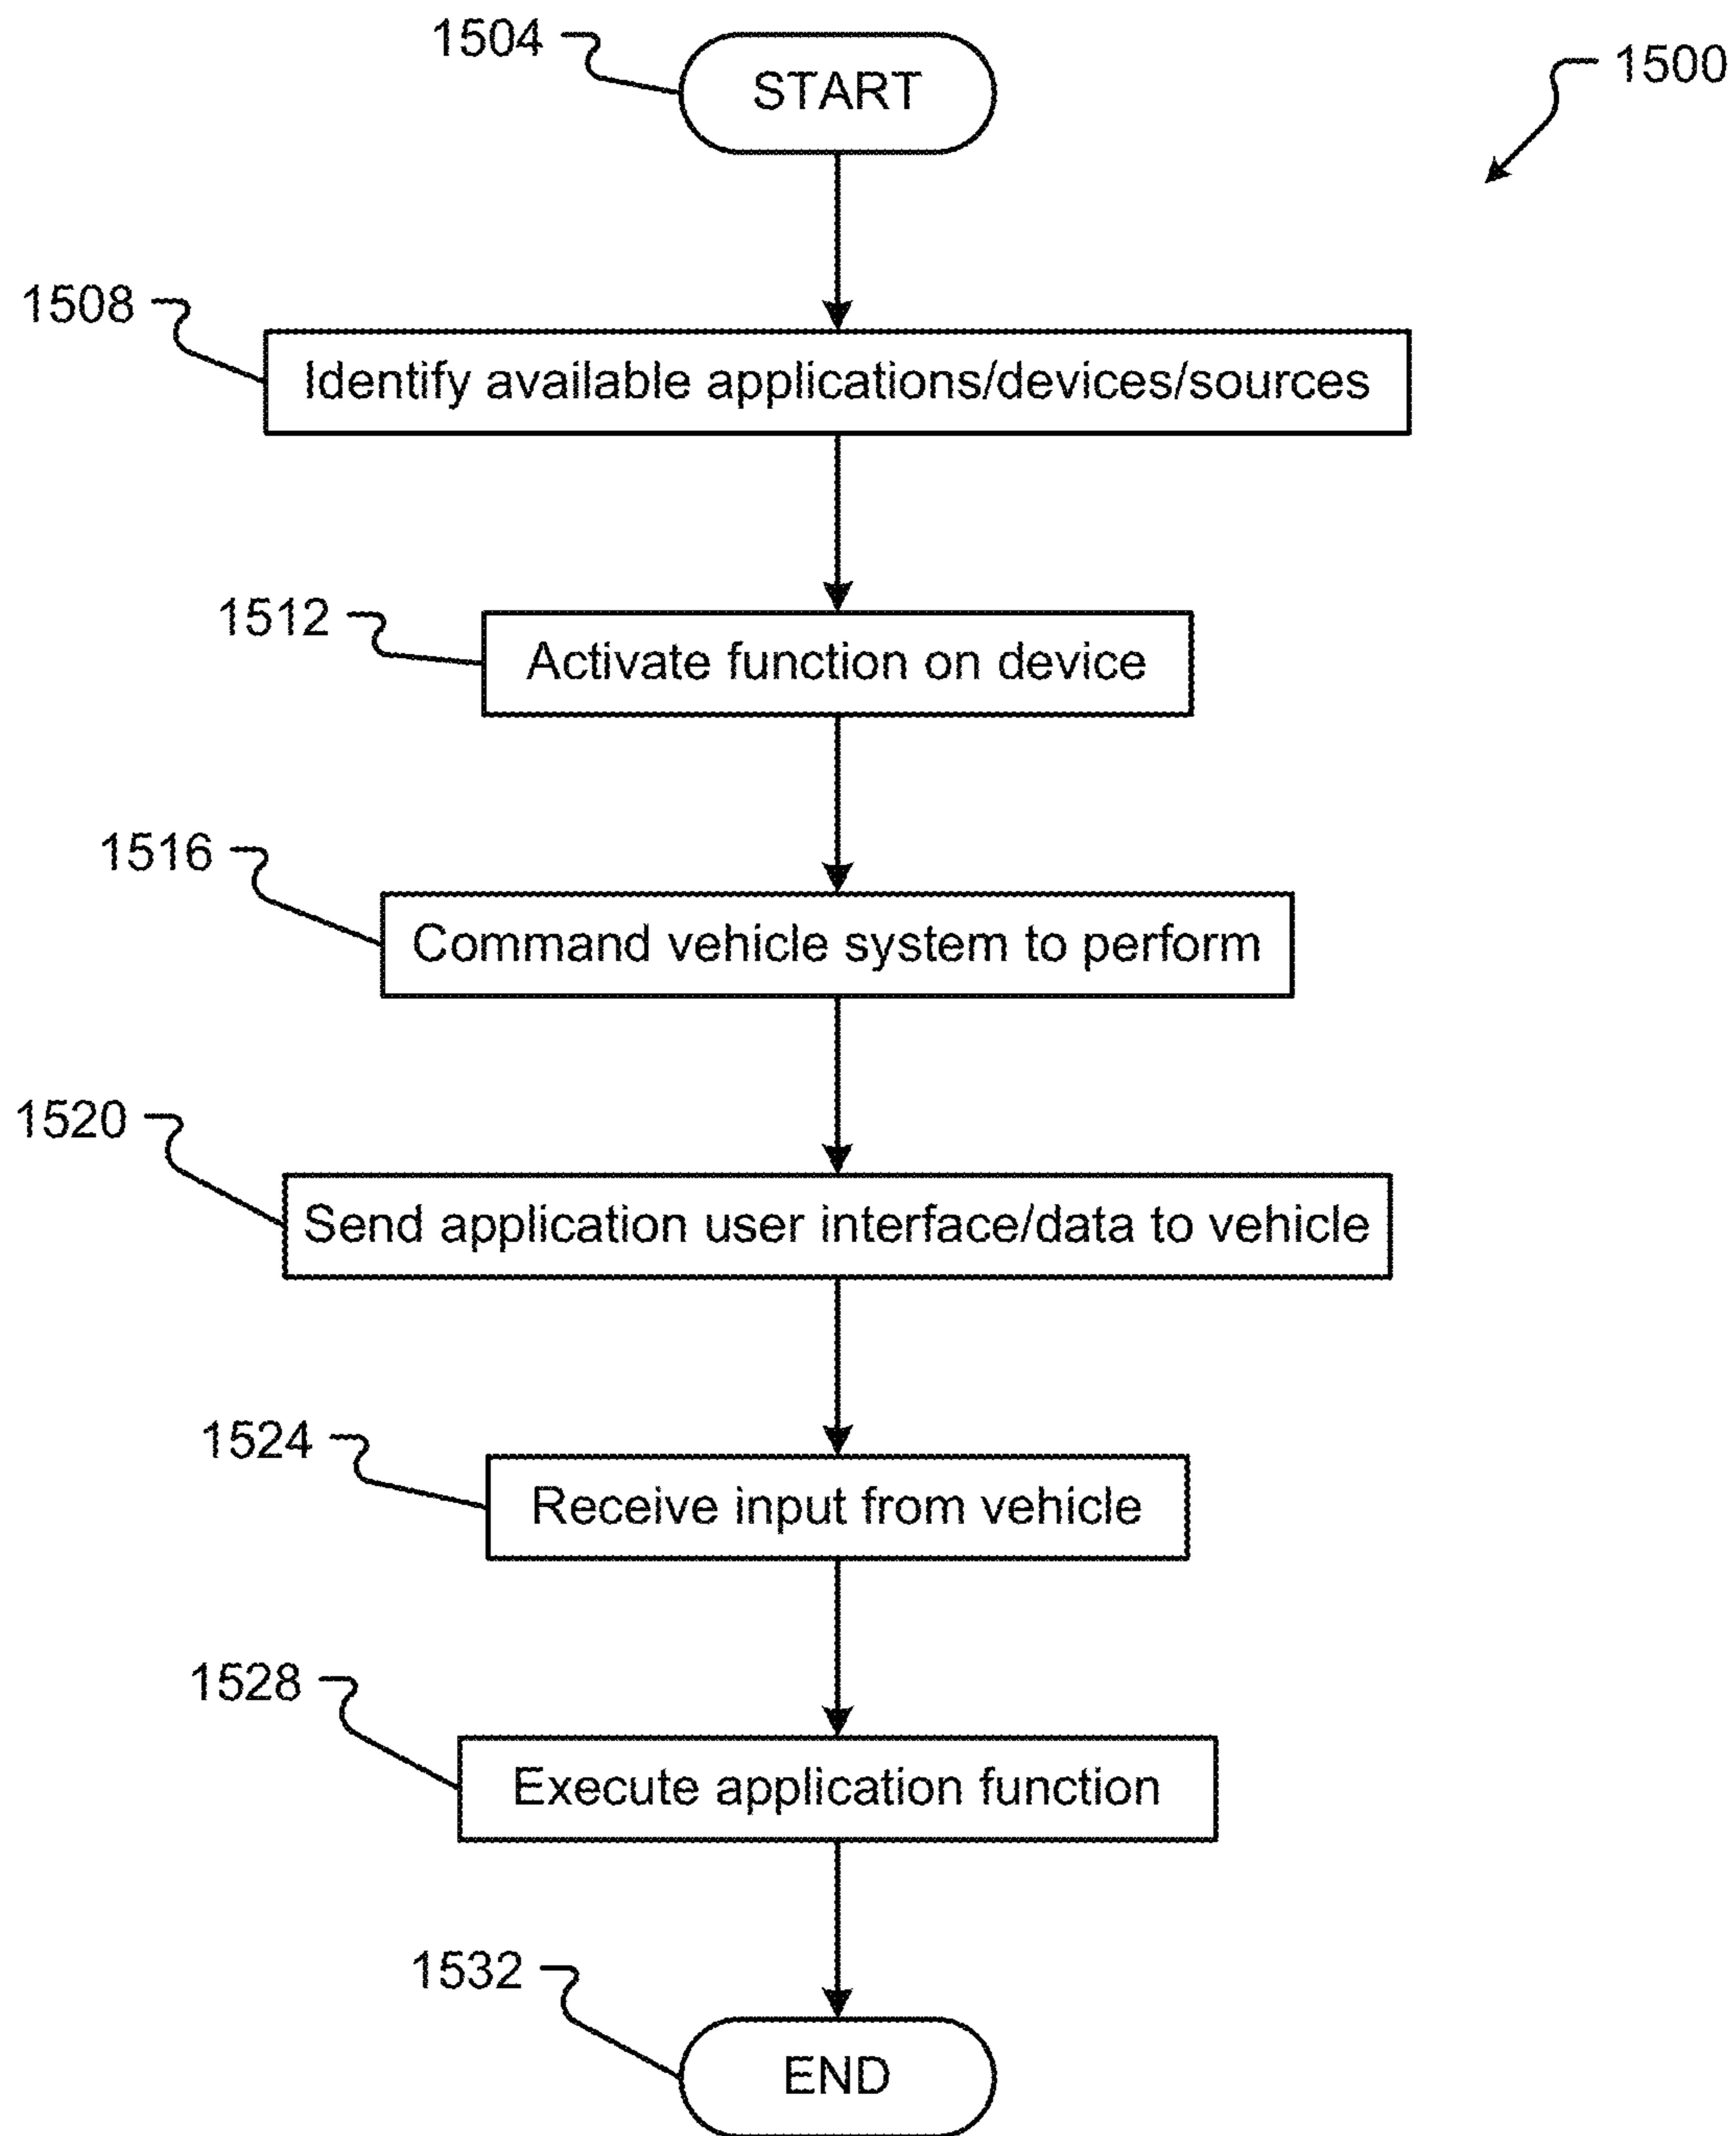 1504
START
1500
1508
Identify available applications/devices/sources
1512
Activate function on device
1516
Command vehicle system to perform
1520
Send application user interface/data to vehicle
1524
Receive input from vehicle
1528
Execute application function
1532
END